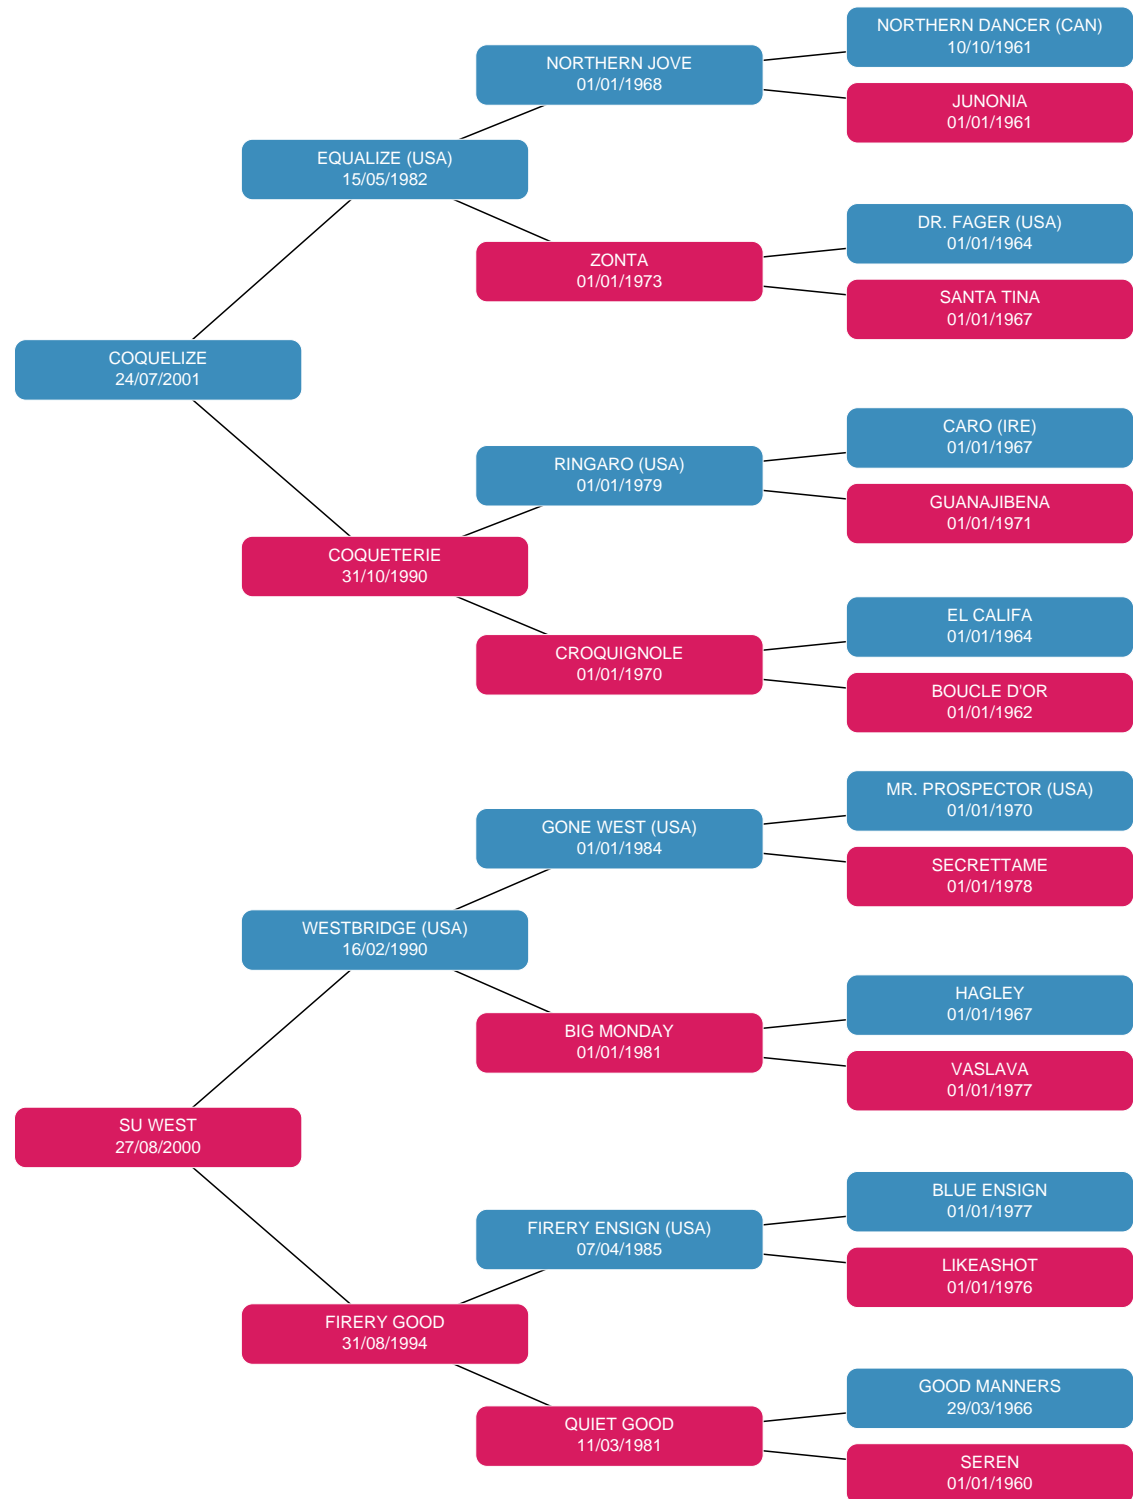 NORTHERN DANCER (CAN)
10/10/1961
NORTHERN JOVE
01/01/1968
JUNONIA
01/01/1961
EQUALIZE (USA)
15/05/1982
DR. FAGER (USA)
01/01/1964
ZONTA
01/01/1973
SANTA TINA
01/01/1967
COQUELIZE
24/07/2001
CARO (IRE)
01/01/1967
RINGARO (USA)
01/01/1979
GUANAJIBENA
01/01/1971
COQUETERIE
31/10/1990
EL CALIFA
01/01/1964
CROQUIGNOLE
01/01/1970
BOUCLE D'OR
01/01/1962
MR. PROSPECTOR (USA)
01/01/1970
GONE WEST (USA)
01/01/1984
SECRETTAME
01/01/1978
WESTBRIDGE (USA)
16/02/1990
HAGLEY
01/01/1967
BIG MONDAY
01/01/1981
VASLAVA
01/01/1977
SU WEST
27/08/2000
BLUE ENSIGN
01/01/1977
FIRERY ENSIGN (USA)
07/04/1985
LIKEASHOT
01/01/1976
FIRERY GOOD
31/08/1994
GOOD MANNERS
29/03/1966
QUIET GOOD
11/03/1981
SEREN
01/01/1960